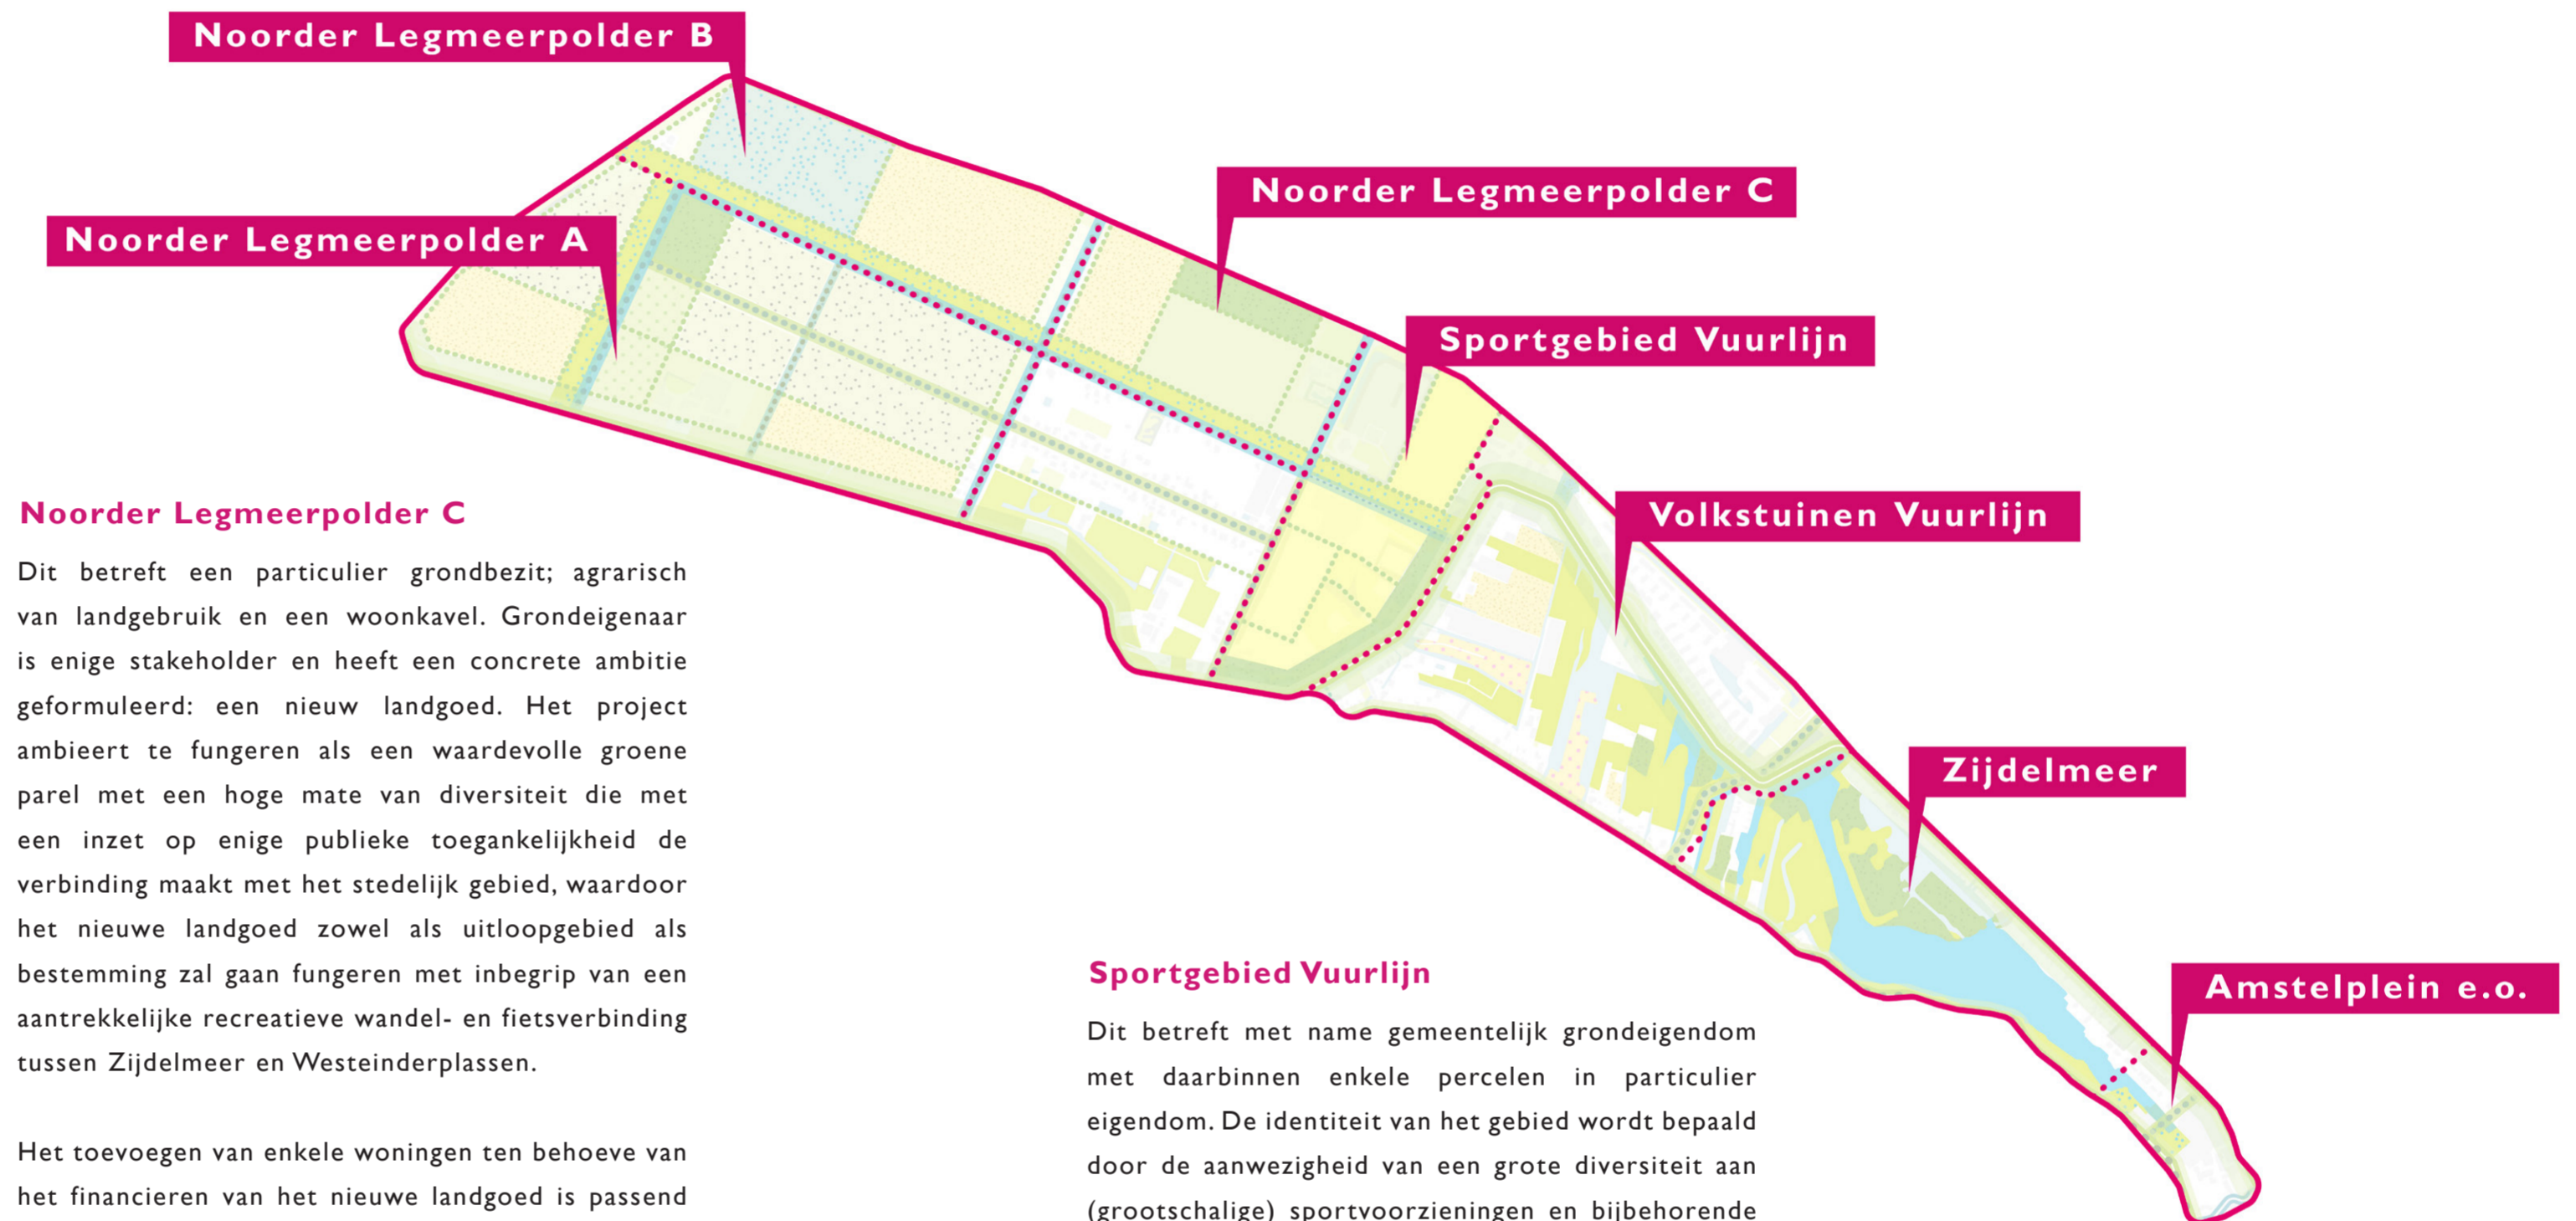 Noorder Legmeerpolder B
Noorder Legmeerpolder C
Noorder Legmeerpolder A
Sportgebied Vuurlijn
Volkstuinen Vuurlijn
Zijdelmeer
Amstelplein e.o.
Noorder Legmeerpolder C
Dit betreft een particulier grondbezit; agrarisch
van landgebruik en een woonkavel. Grondeigenaar
is enige stakeholder en heeft een concrete ambitie
geformuleerd: een nieuw landgoed. Het project
ambieert te fungeren als een waardevolle groene
parel met een hoge mate van diversiteit die met
een inzet op enige publieke toegankelijkheid de
verbinding maakt met het stedelijk gebied, waardoor
het nieuwe landgoed zowel als uitloopgebied als
bestemming zal gaan fungeren met inbegrip van een
aantrekkelijke recreatieve wandel- en fietsverbinding
tussen Zijdelmeer en Westeinderplassen.
Het toevoegen van enkele woningen ten behoeve van
het financieren van het nieuwe landgoed is passend
Sportgebied Vuurlijn
Dit betreft met name gemeentelijk grondeigendom
met daarbinnen enkele percelen in particulier
eigendom. De identiteit van het gebied wordt bepaald
door de aanwezigheid van een grote diversiteit aan
(grootschalige) sportvoorzieningen en bijbehorende